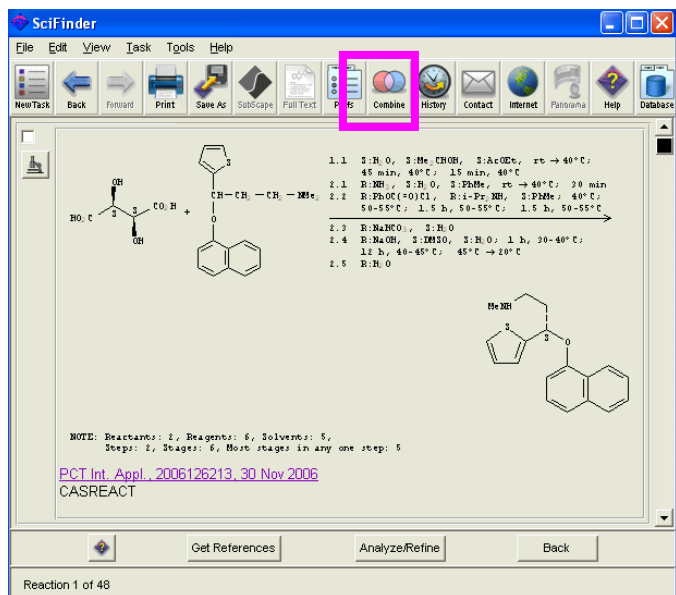 SciFinder
File Edit View Task Tools Help
New Task Back Forward Print Save As SubScape Full Text Prefs Combine History Contact Internet Panorama Help Database
S
OH
HO₂C S S CO₂H
OH
+
CH—CH₂—CH₂—NMe₂
O
1.1 S:H₂O, S:Me₂CHOH, S:AcOEt, rt → 40°C;
45 min, 40°C; 15 min, 40°C
2.1 R:NH₃, S:H₂O, S:PhMe, rt → 40°C; 30 min
2.2 R:PhOC(=O)Cl, R:i-Pr₂NH, S:PhMe; 40°C;
50-55°C; 1.5 h, 50-55°C; 1.5 h, 50-55°C
2.3 R:NaHCO₃, S:H₂O
2.4 R:NaOH, S:DMSO, S:H₂O; 1 h, 30-40°C;
12 h, 40-45°C; 45°C → 20°C
2.5 R:H₂O
MeNH
S
S
O
NOTE: Reactants: 2, Reagents: 6, Solvents: 5,
Steps: 2, Stages: 6, Most stages in any one step: 5
PCT Int. Appl., 2006126213, 30 Nov 2006
CASREACT
Get References Analyze/Refine Back
Reaction 1 of 48